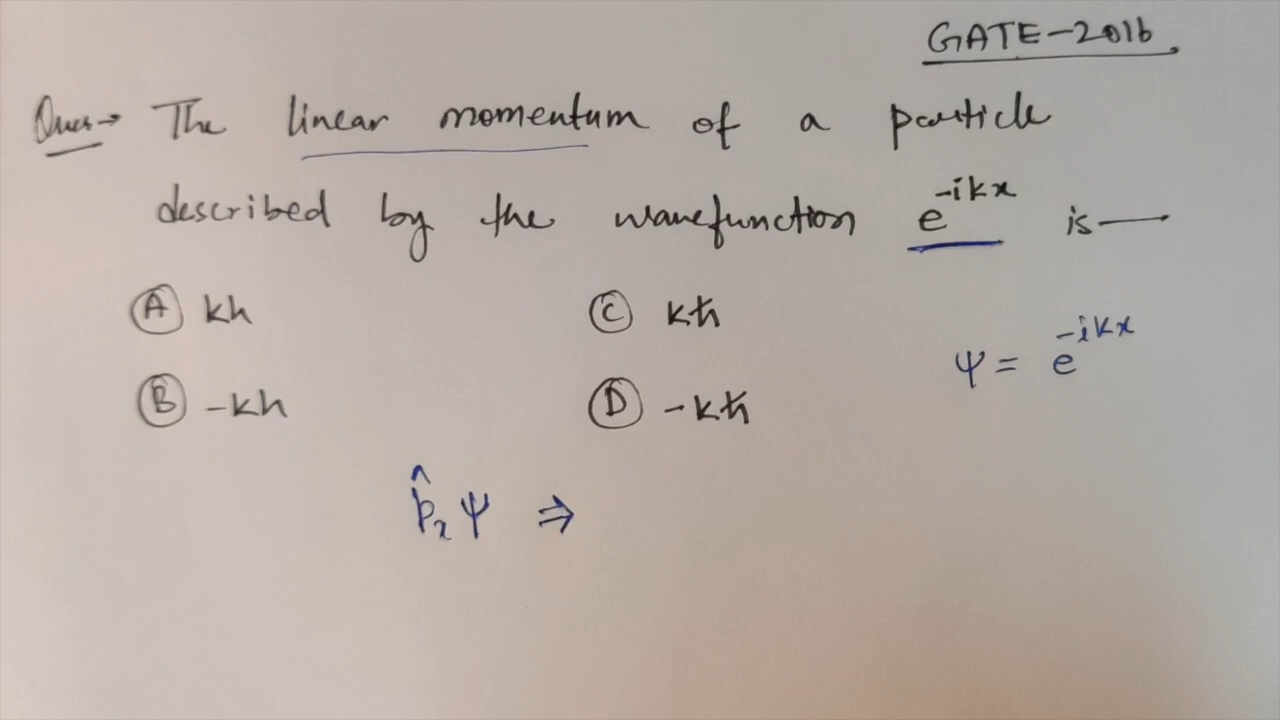 GATE-2016
Ques→ The linear momentum of a particle
described by the wavefunction e^{-ikx} is —
Ⓐ kh
Ⓒ kℏ
Ⓑ -kh
Ⓓ -kℏ
ψ = e^{-ikx}
p̂ₓ ψ ⇒